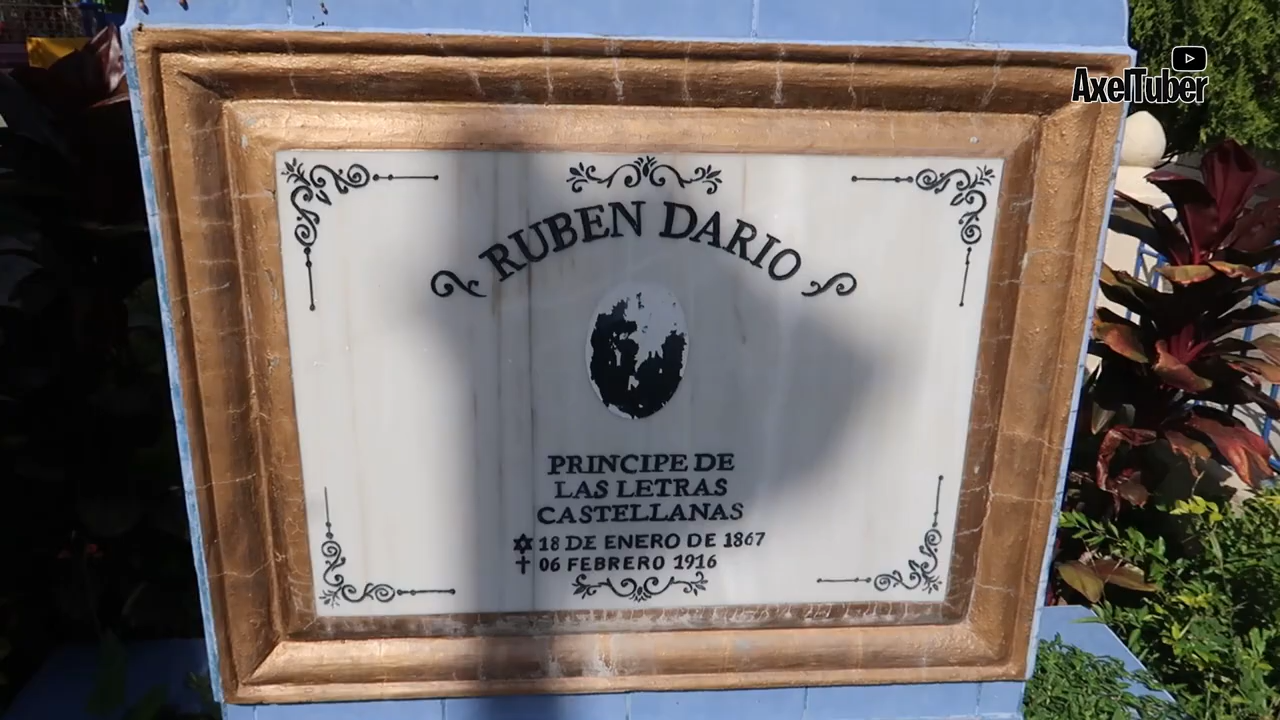 AxelTuber
RUBEN DARIO
PRINCIPE DE
LAS LETRAS
CASTELLANAS
18 DE ENERO DE 1867
06 FEBRERO 1916